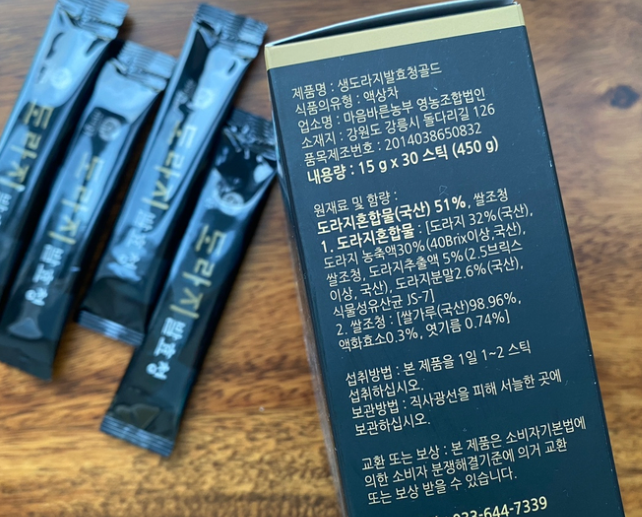 도라지 발효청
도라지 발효청
도라지 발효청
도라지 발효청
제품명 : 생도라지발효청골드
식품의유형 : 액상차
업소명 : 마음바른농부 영농조합법인
소재지 : 강원도 강릉시 돌다리길 126
품목제조번호 : 2014038650832
내용량 : 15 g x 30 스틱 (450 g)
원재료 및 함량 :
도라지혼합물(국산) 51%, 쌀조청
1. 도라지혼합물 : [도라지 32%(국산),
도라지 농축액30%(40Brix이상, 국산),
쌀조청, 도라지추출액 5%(2.5브릭스
이상, 국산), 도라지분말2.6%(국산),
식물성유산균 JS-7]
2. 쌀조청 : [쌀가루(국산)98.96%,
액화효소0.3%, 엿기름 0.74%]
섭취방법 : 본 제품을 1일 1~2 스틱
섭취하십시오.
보관방법 : 직사광선을 피해 서늘한 곳에
보관하십시오.
교환 또는 보상 : 본 제품은 소비자기본법에
의한 소비자 분쟁해결기준에 의거 교환
또는 보상 받을 수 있습니다.
033-644-7339